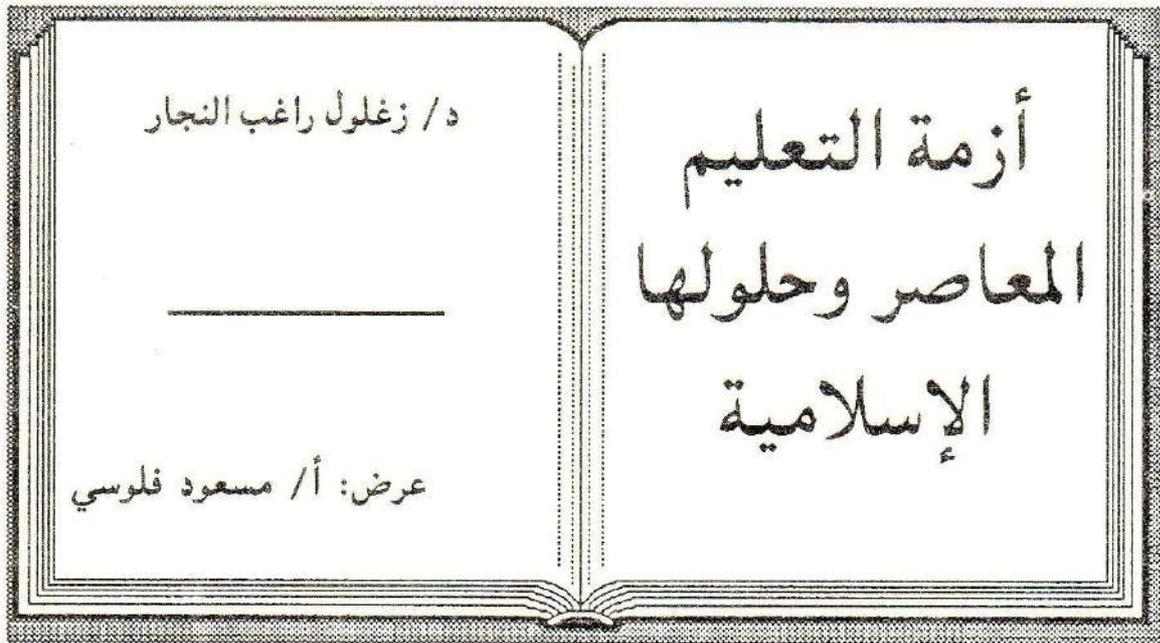 أزمة التعليم
المعاصر وحلولها
الإسلامية
د/ زغلول راغب النجار
عرض: أ/ مسعود فلوسي